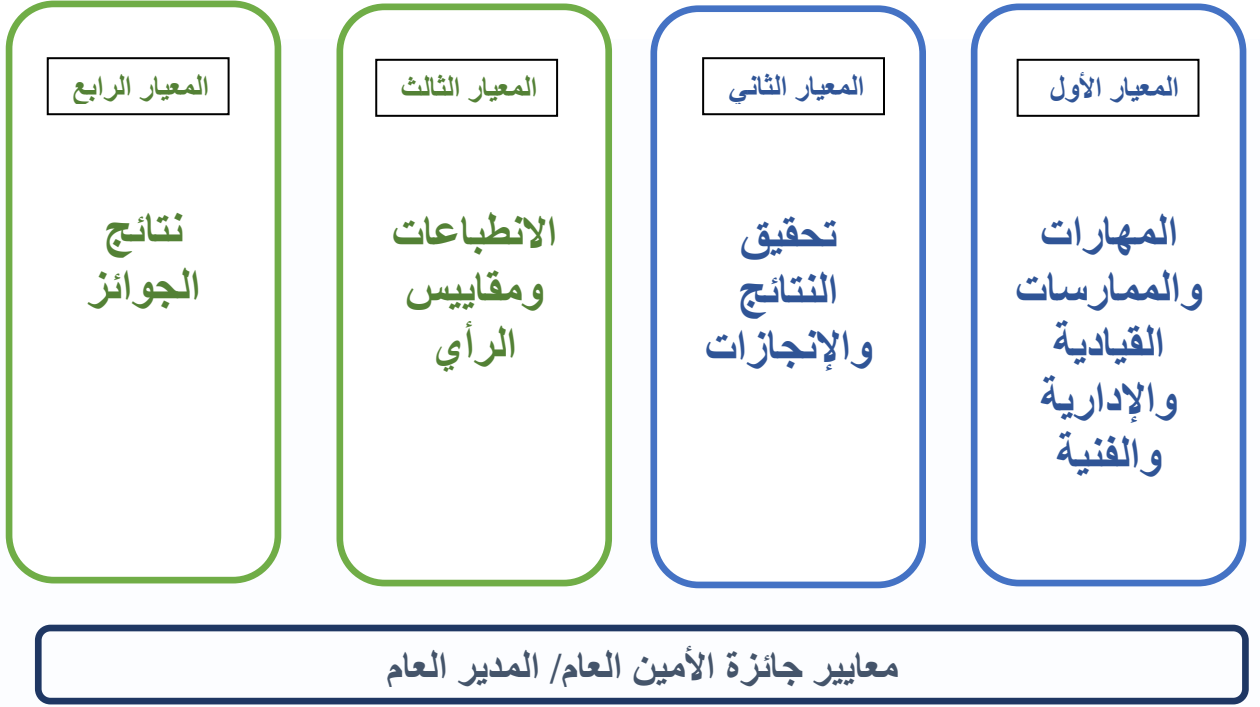 المعيار الأول
المهارات
والممارسات
القيادية
والإدارية
والفنية
المعيار الثاني
تحقيق
النتائج
والإنجازات
المعيار الثالث
الانطباعات
ومقاييس
الرأي
المعيار الرابع
نتائج
الجوائز
معايير جائزة الأمين العام/ المدير العام